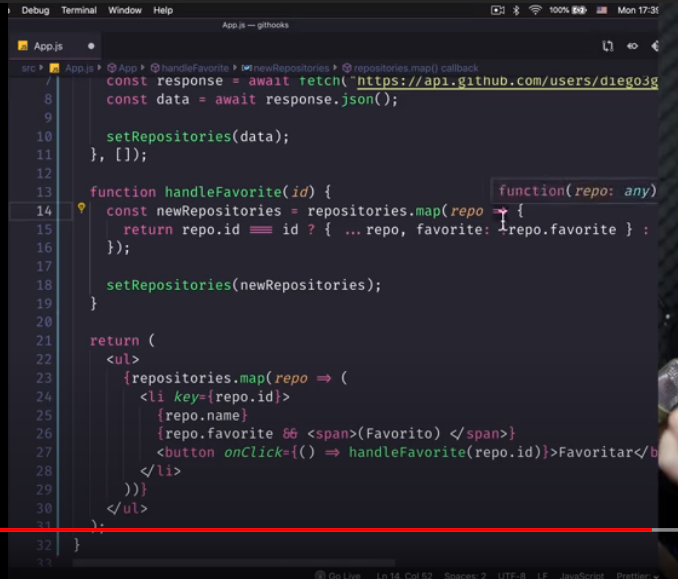 Debug Terminal Window Help 100% Mon 17:39
App.js — githooks
App.js
src App.js App handleFavorite newRepositories repositories.map() callback
7 const response = await fetch("https://api.github.com/users/diego3g
8 const data = await response.json();
9
10 setRepositories(data);
11 }, []);
12
13 function handleFavorite(id) {
function(repo: any)
14 const newRepositories = repositories.map(repo => {
15 return repo.id === id ? { ...repo, favorite: !repo.favorite } :
16 });
17
18 setRepositories(newRepositories);
19 }
20
21 return (
22 <ul>
23 {repositories.map(repo => (
24 <li key={repo.id}>
25 {repo.name}
26 {repo.favorite && <span>(Favorito) </span>}
27 <button onClick={() => handleFavorite(repo.id)}>Favoritar</b
28 </li>
29 ))}
30 </ul>
31 );
32 }
33
Go Live Ln 14, Col 52 Spaces: 2 UTF-8 LF JavaScript Prettier